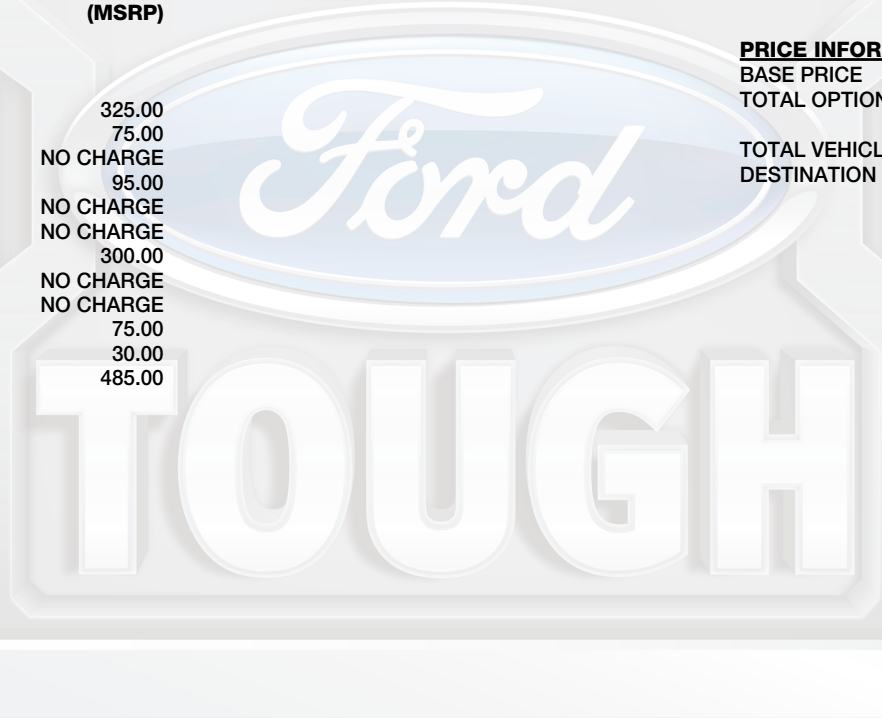 (MSRP)
325.00
75.00
NO CHARGE
95.00
NO CHARGE
NO CHARGE
300.00
NO CHARGE
NO CHARGE
75.00
30.00
485.00
PRICE INFOR
BASE PRICE
TOTAL OPTION
TOTAL VEHICL
DESTINATION
Ford
TOUGH